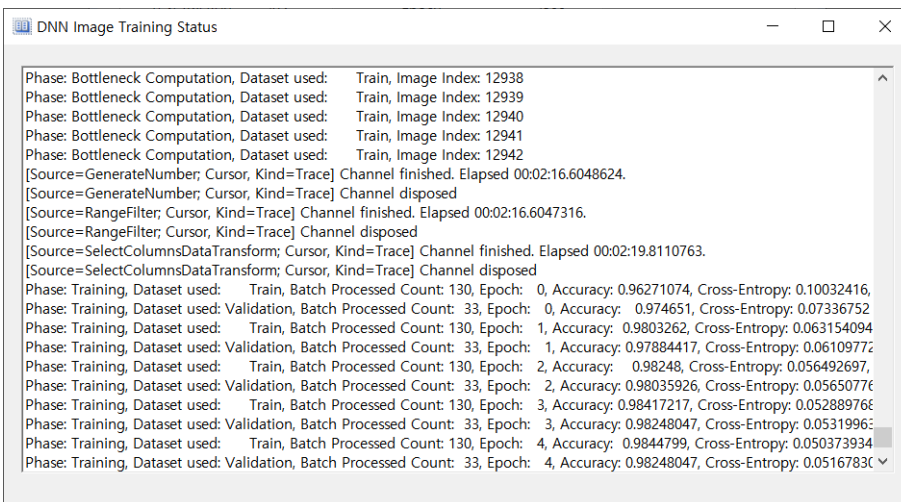 DNN Image Training Status
Phase: Bottleneck Computation, Dataset used:      Train, Image Index: 12938
Phase: Bottleneck Computation, Dataset used:      Train, Image Index: 12939
Phase: Bottleneck Computation, Dataset used:      Train, Image Index: 12940
Phase: Bottleneck Computation, Dataset used:      Train, Image Index: 12941
Phase: Bottleneck Computation, Dataset used:      Train, Image Index: 12942
[Source=GenerateNumber; Cursor, Kind=Trace] Channel finished. Elapsed 00:02:16.6048624.
[Source=GenerateNumber; Cursor, Kind=Trace] Channel disposed
[Source=RangeFilter; Cursor, Kind=Trace] Channel finished. Elapsed 00:02:16.6047316.
[Source=RangeFilter; Cursor, Kind=Trace] Channel disposed
[Source=SelectColumnsDataTransform; Cursor, Kind=Trace] Channel finished. Elapsed 00:02:19.8110763.
[Source=SelectColumnsDataTransform; Cursor, Kind=Trace] Channel disposed
Phase: Training, Dataset used:      Train, Batch Processed Count: 130, Epoch:   0, Accuracy: 0.96271074, Cross-Entropy: 0.10032416,
Phase: Training, Dataset used: Validation, Batch Processed Count:  33, Epoch:   0, Accuracy:   0.974651, Cross-Entropy: 0.07336752
Phase: Training, Dataset used:      Train, Batch Processed Count: 130, Epoch:   1, Accuracy:  0.9803262, Cross-Entropy: 0.063154094
Phase: Training, Dataset used: Validation, Batch Processed Count:  33, Epoch:   1, Accuracy: 0.97884417, Cross-Entropy: 0.06109772
Phase: Training, Dataset used:      Train, Batch Processed Count: 130, Epoch:   2, Accuracy:    0.98248, Cross-Entropy: 0.056492697,
Phase: Training, Dataset used: Validation, Batch Processed Count:  33, Epoch:   2, Accuracy: 0.98035926, Cross-Entropy: 0.05650776
Phase: Training, Dataset used:      Train, Batch Processed Count: 130, Epoch:   3, Accuracy: 0.98417217, Cross-Entropy: 0.052889768
Phase: Training, Dataset used: Validation, Batch Processed Count:  33, Epoch:   3, Accuracy: 0.98248047, Cross-Entropy: 0.05319963
Phase: Training, Dataset used:      Train, Batch Processed Count: 130, Epoch:   4, Accuracy:  0.9844799, Cross-Entropy: 0.050373934
Phase: Training, Dataset used: Validation, Batch Processed Count:  33, Epoch:   4, Accuracy: 0.98248047, Cross-Entropy: 0.05167830